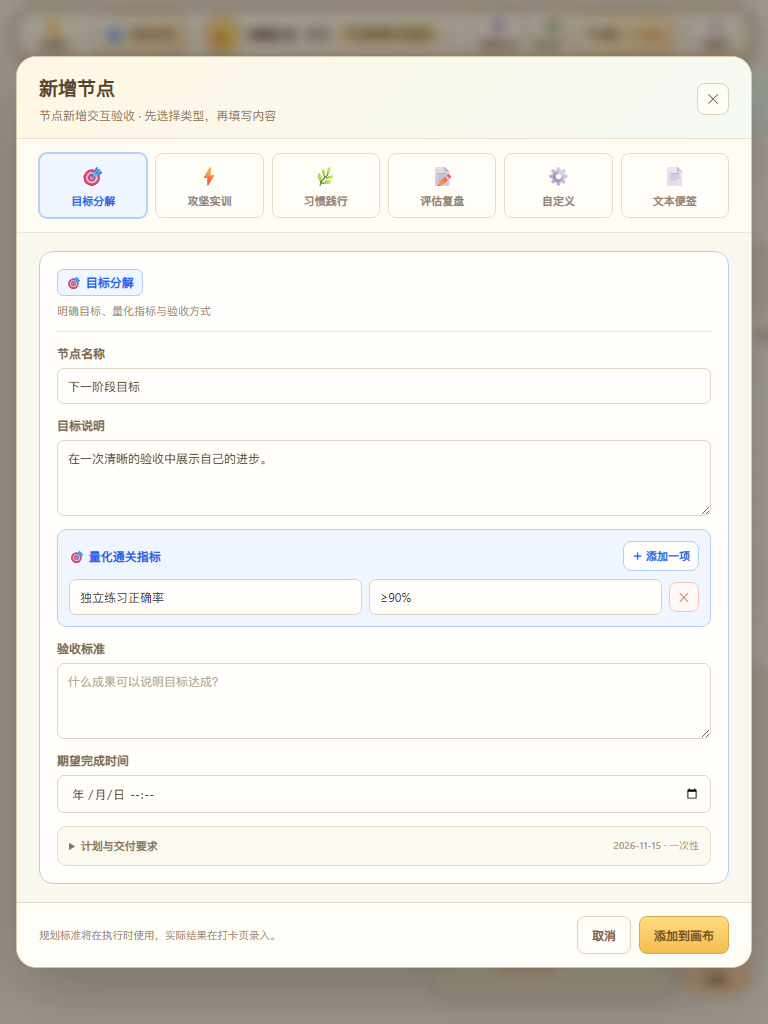 新增节点
节点新增交互验收 · 先选择类型，再填写内容
目标分解
攻坚实训
习惯践行
评估复盘
自定义
文本便签
目标分解
明确目标、量化指标与验收方式
节点名称
下一阶段目标
目标说明
在一次清晰的验收中展示自己的进步。
量化通关指标
+ 添加一项
独立练习正确率
≥90%
验收标准
什么成果可以说明目标达成?
期望完成时间
年 /月/日 --:--
计划与交付要求
2026-11-15 · 一次性
规划标准将在执行时使用，实际结果在打卡页录入。
取消
添加到画布